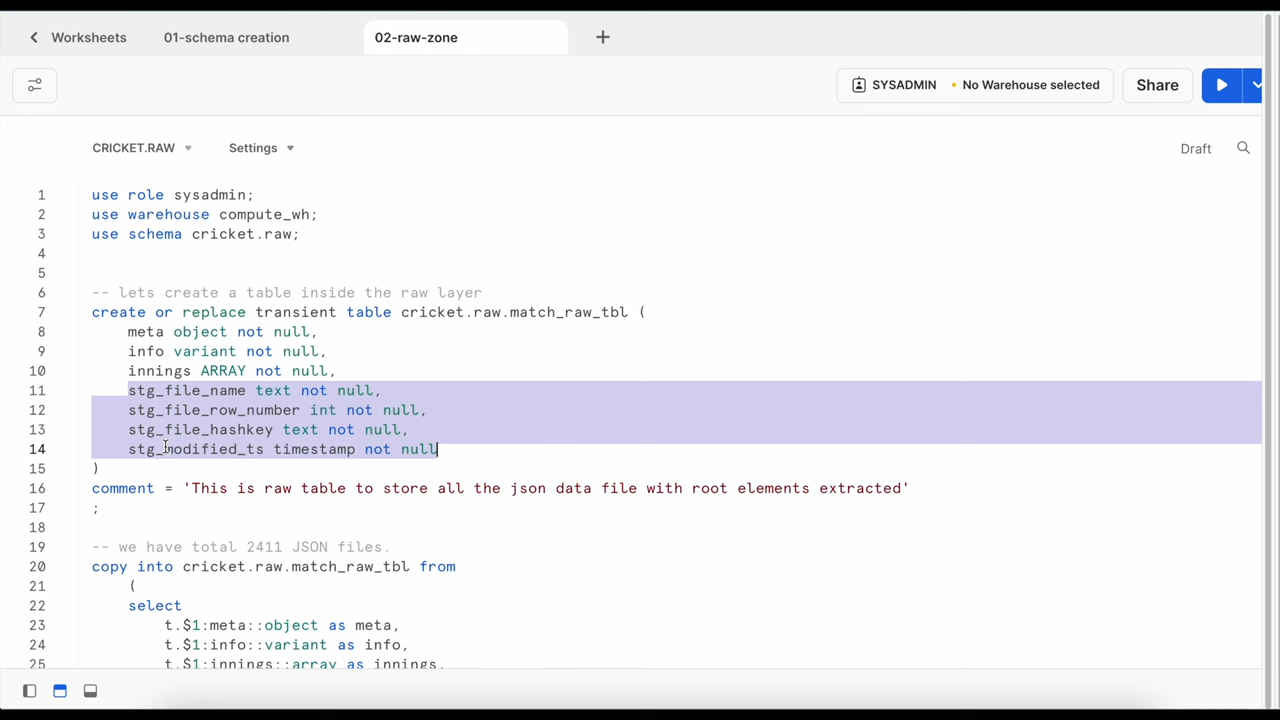 Worksheets 01-schema creation 02-raw-zone +
SYSADMIN • No Warehouse selected Share
CRICKET.RAW Settings Draft
1 use role sysadmin;
2 use warehouse compute_wh;
3 use schema cricket.raw;
4
5
6 -- lets create a table inside the raw layer
7 create or replace transient table cricket.raw.match_raw_tbl (
8 meta object not null,
9 info variant not null,
10 innings ARRAY not null,
11 stg_file_name text not null,
12 stg_file_row_number int not null,
13 stg_file_hashkey text not null,
14 stg_modified_ts timestamp not null
15 )
16 comment = 'This is raw table to store all the json data file with root elements extracted'
17 ;
18
19 -- we have total 2411 JSON files.
20 copy into cricket.raw.match_raw_tbl from
21 (
22 select
23 t.$1:meta::object as meta,
24 t.$1:info::variant as info,
25 t.$1:innings::array as innings,